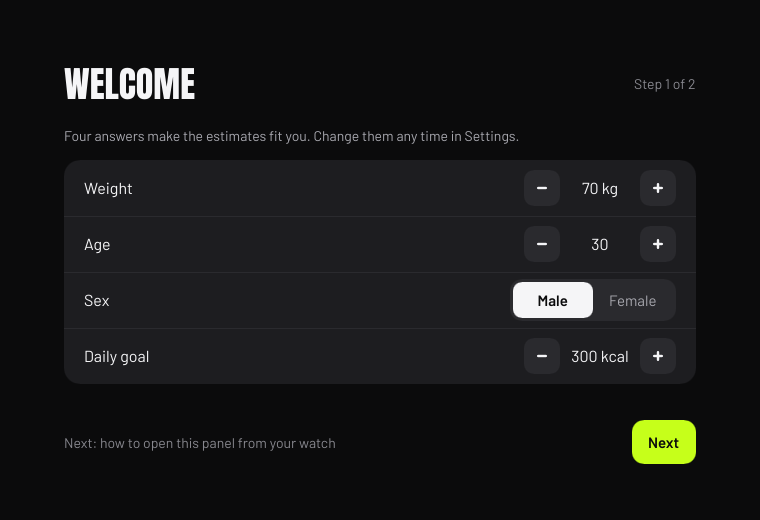 WELCOME
Step 1 of 2
Four answers make the estimates fit you. Change them any time in Settings.
Weight − 70 kg +
Age − 30 +
Sex Male Female
Daily goal − 300 kcal +
Next: how to open this panel from your watch
Next